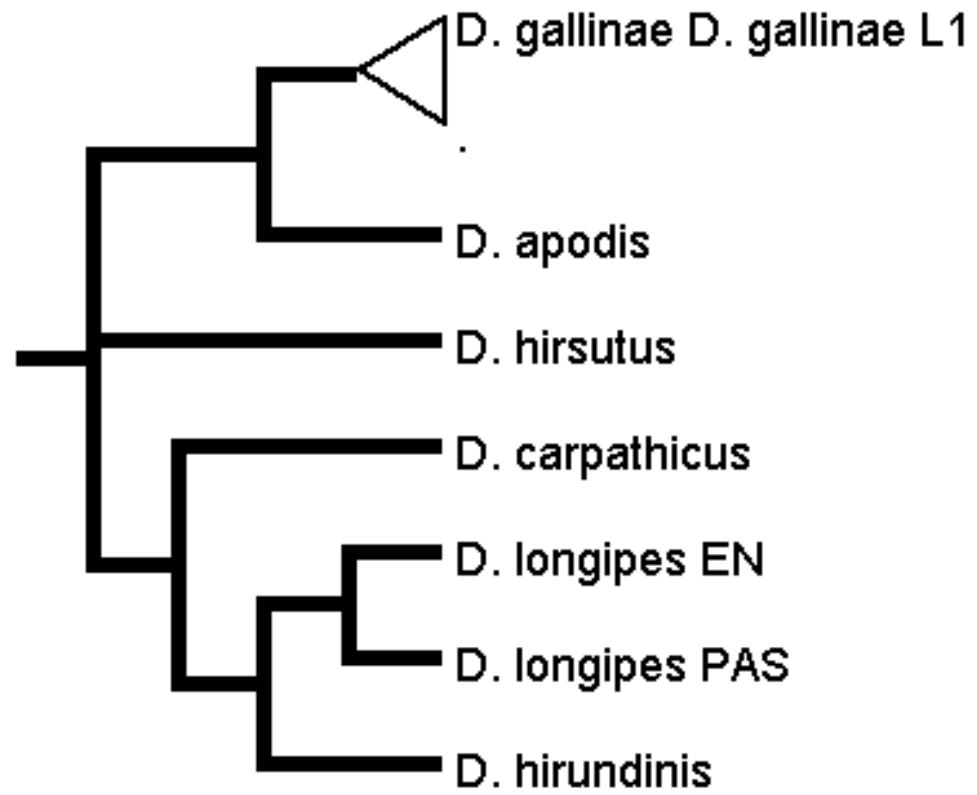 D. gallinae D. gallinae L1
.
D. apodis
D. hirsutus
D. carpathicus
D. longipes EN
D. longipes PAS
D. hirundinis